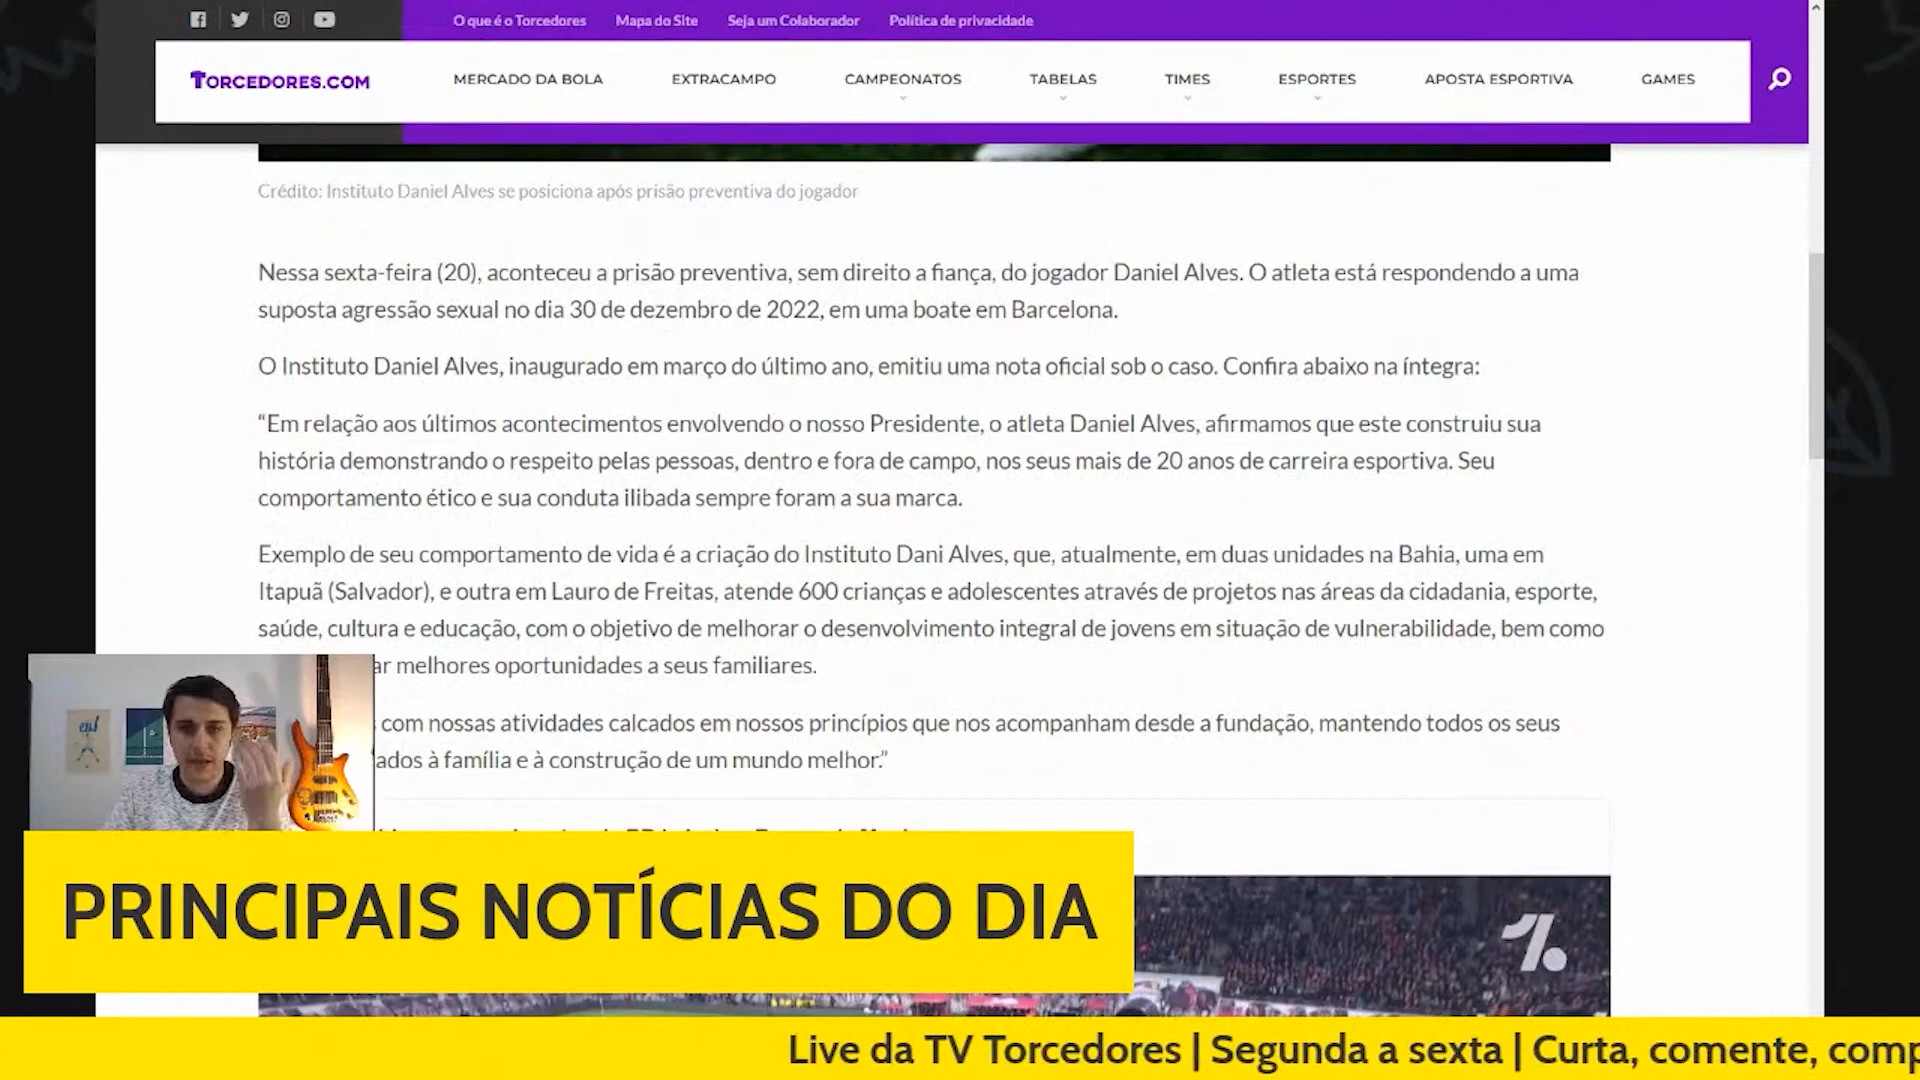 O que é o Torcedores Mapa do Site Seja um Colaborador Política de privacidade
TORCEDORES.COM MERCADO DA BOLA EXTRACAMPO CAMPEONATOS TABELAS TIMES ESPORTES APOSTA ESPORTIVA GAMES
Crédito: Instituto Daniel Alves se posiciona após prisão preventiva do jogador
Nessa sexta-feira (20), aconteceu a prisão preventiva, sem direito a fiança, do jogador Daniel Alves. O atleta está respondendo a uma
suposta agressão sexual no dia 30 de dezembro de 2022, em uma boate em Barcelona.
O Instituto Daniel Alves, inaugurado em março do último ano, emitiu uma nota oficial sob o caso. Confira abaixo na íntegra:
“Em relação aos últimos acontecimentos envolvendo o nosso Presidente, o atleta Daniel Alves, afirmamos que este construiu sua
história demonstrando o respeito pelas pessoas, dentro e fora de campo, nos seus mais de 20 anos de carreira esportiva. Seu
comportamento ético e sua conduta ilibada sempre foram a sua marca.
Exemplo de seu comportamento de vida é a criação do Instituto Dani Alves, que, atualmente, em duas unidades na Bahia, uma em
Itapuã (Salvador), e outra em Lauro de Freitas, atende 600 crianças e adolescentes através de projetos nas áreas da cidadania, esporte,
saúde, cultura e educação, com o objetivo de melhorar o desenvolvimento integral de jovens em situação de vulnerabilidade, bem como
ar melhores oportunidades a seus familiares.
com nossas atividades calcados em nossos princípios que nos acompanham desde a fundação, mantendo todos os seus
ados à família e à construção de um mundo melhor.”
PRINCIPAIS NOTÍCIAS DO DIA
Live da TV Torcedores | Segunda a sexta | Curta, comente, comp